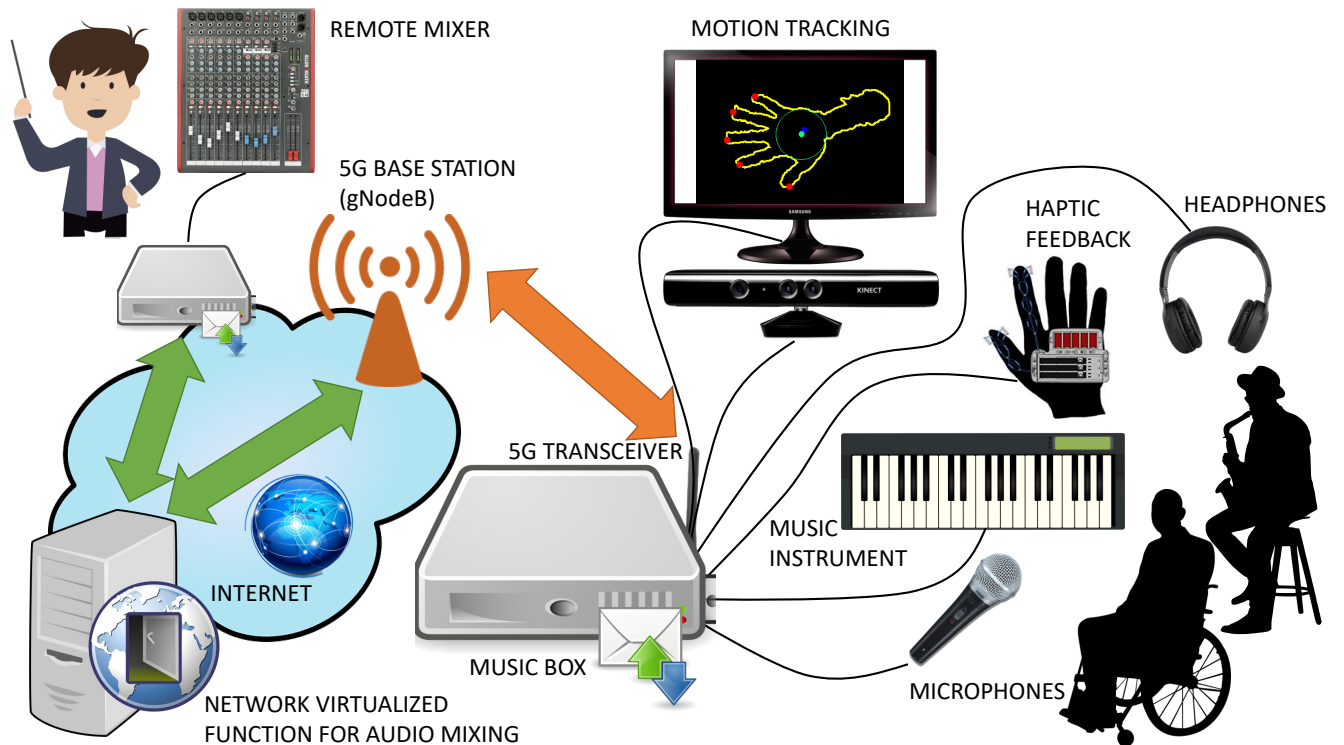 REMOTE MIXER
MOTION TRACKING
5G BASE STATION
(gNodeB)
SAMSUNG
KINECT
HAPTIC
FEEDBACK
HEADPHONES
5G TRANSCEIVER
MUSIC
INSTRUMENT
INTERNET
MUSIC BOX
MICROPHONES
NETWORK VIRTUALIZED
FUNCTION FOR AUDIO MIXING